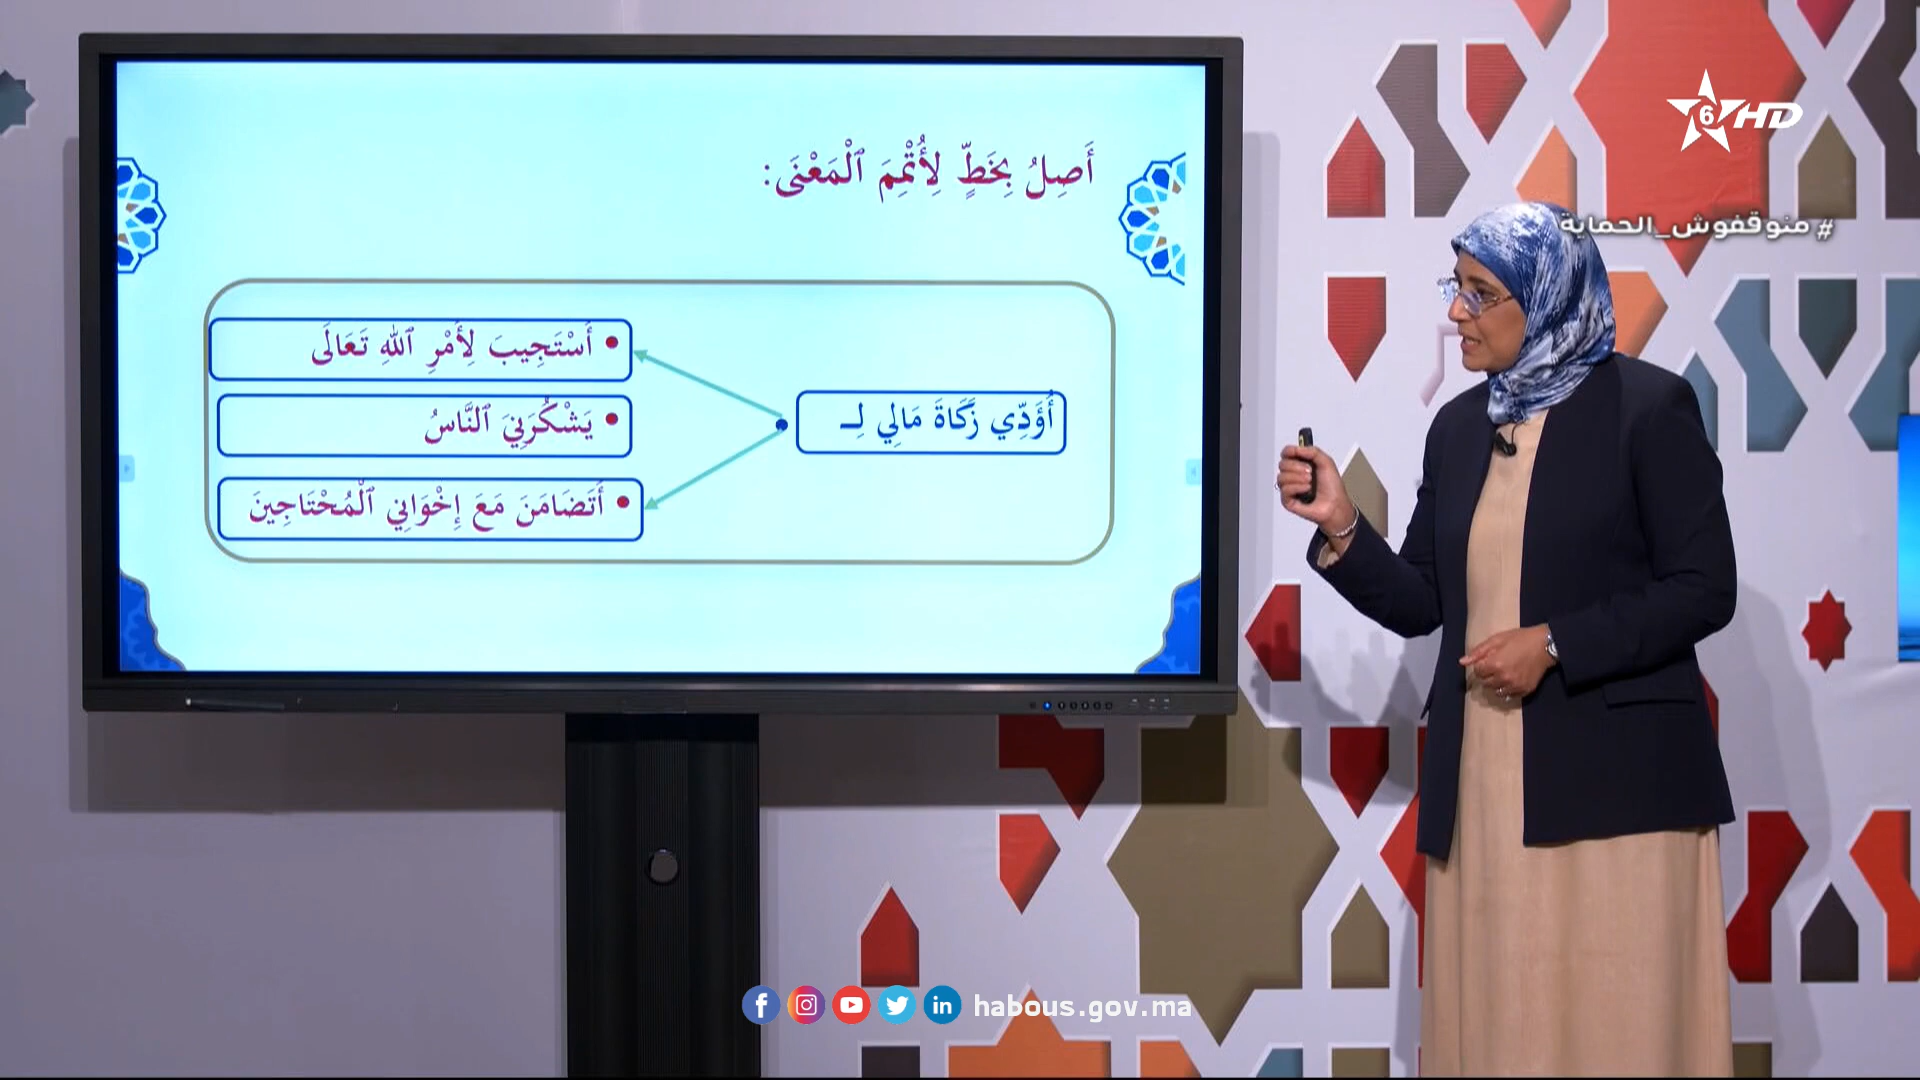 أَصِلُ بِخَطٍّ لِأُتْمِمَ ٱلْمَعْنَى:
أُوَدِّي زَكَاةَ مَالِي لِـ
• أَسْتَجِيبَ لِأَمْرِ ٱللهِ تَعَالَى
• يَشْكُرَنِيَ ٱلنَّاسُ
• أَتَضَامَنَ مَعَ إِخْوَانِي ٱلْمُحْتَاجِينَ
6 HD
# منوقفوش_الحماية
habous.gov.ma